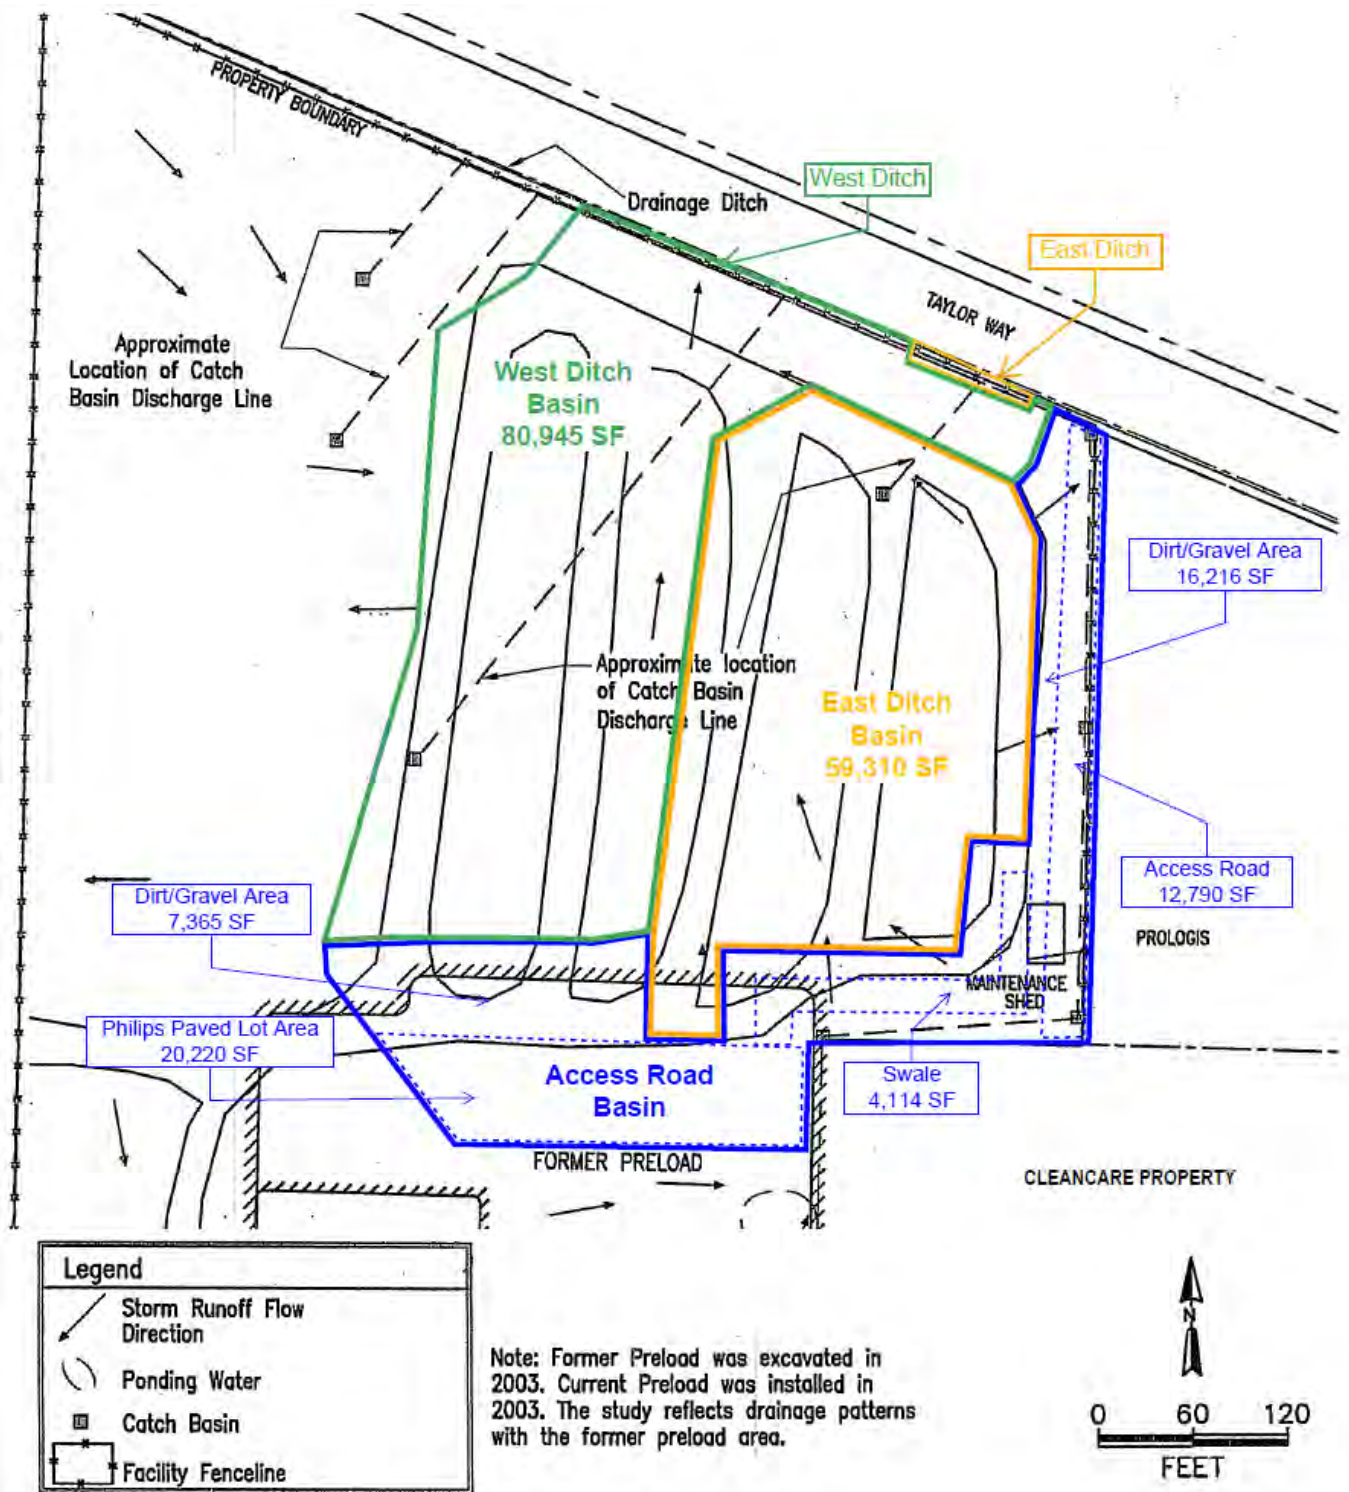 PROPERTY BOUNDARY
West Ditch
Drainage Ditch
East Ditch
TAYLOR WAY
Approximate
Location of Catch
Basin Discharge Line
West Ditch
Basin
80,945 SF
Dirt/Gravel Area
16,216 SF
Approximate location
of Catch Basin
Discharge Line
East Ditch
Basin
59,310 SF
Access Road
12,790 SF
Dirt/Gravel Area
7,365 SF
PROLOGIS
MAINTENANCE
SHED
Philips Paved Lot Area
20,220 SF
Access Road
Basin
Swale
4,114 SF
FORMER PRELOAD
CLEANCARE PROPERTY
Legend
Storm Runoff Flow
Direction
Ponding Water
Catch Basin
Facility Fenceline
Note: Former Preload was excavated in
2003. Current Preload was installed in
2003. The study reflects drainage patterns
with the former preload area.
N
0 60 120
FEET